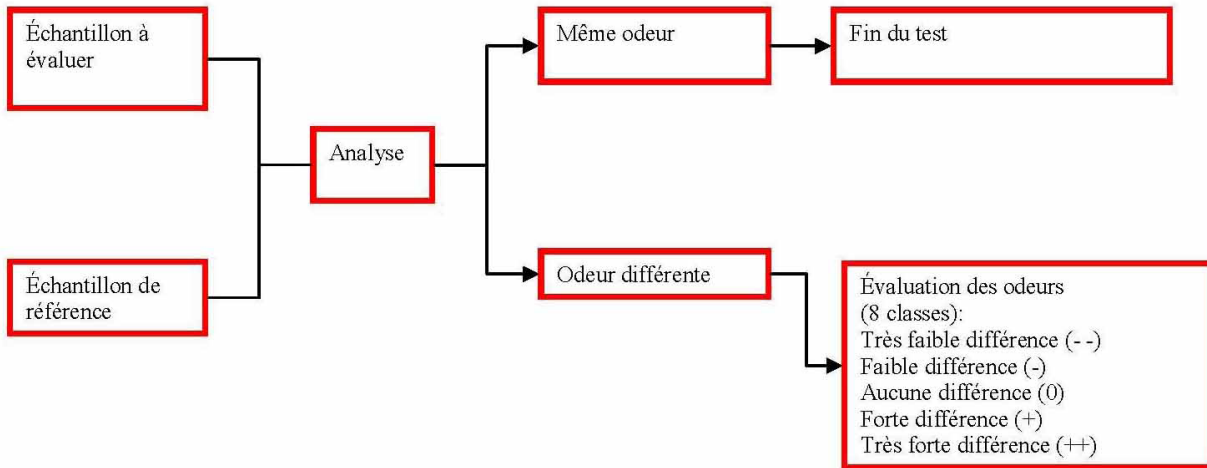 Échantillon à
évaluer
Même odeur
Fin du test
Analyse
Échantillon de
référence
Odeur différente
Évaluation des odeurs
(8 classes):
Très faible différence (- -)
Faible différence (-)
Aucune différence (0)
Forte différence (+)
Très forte différence (++)